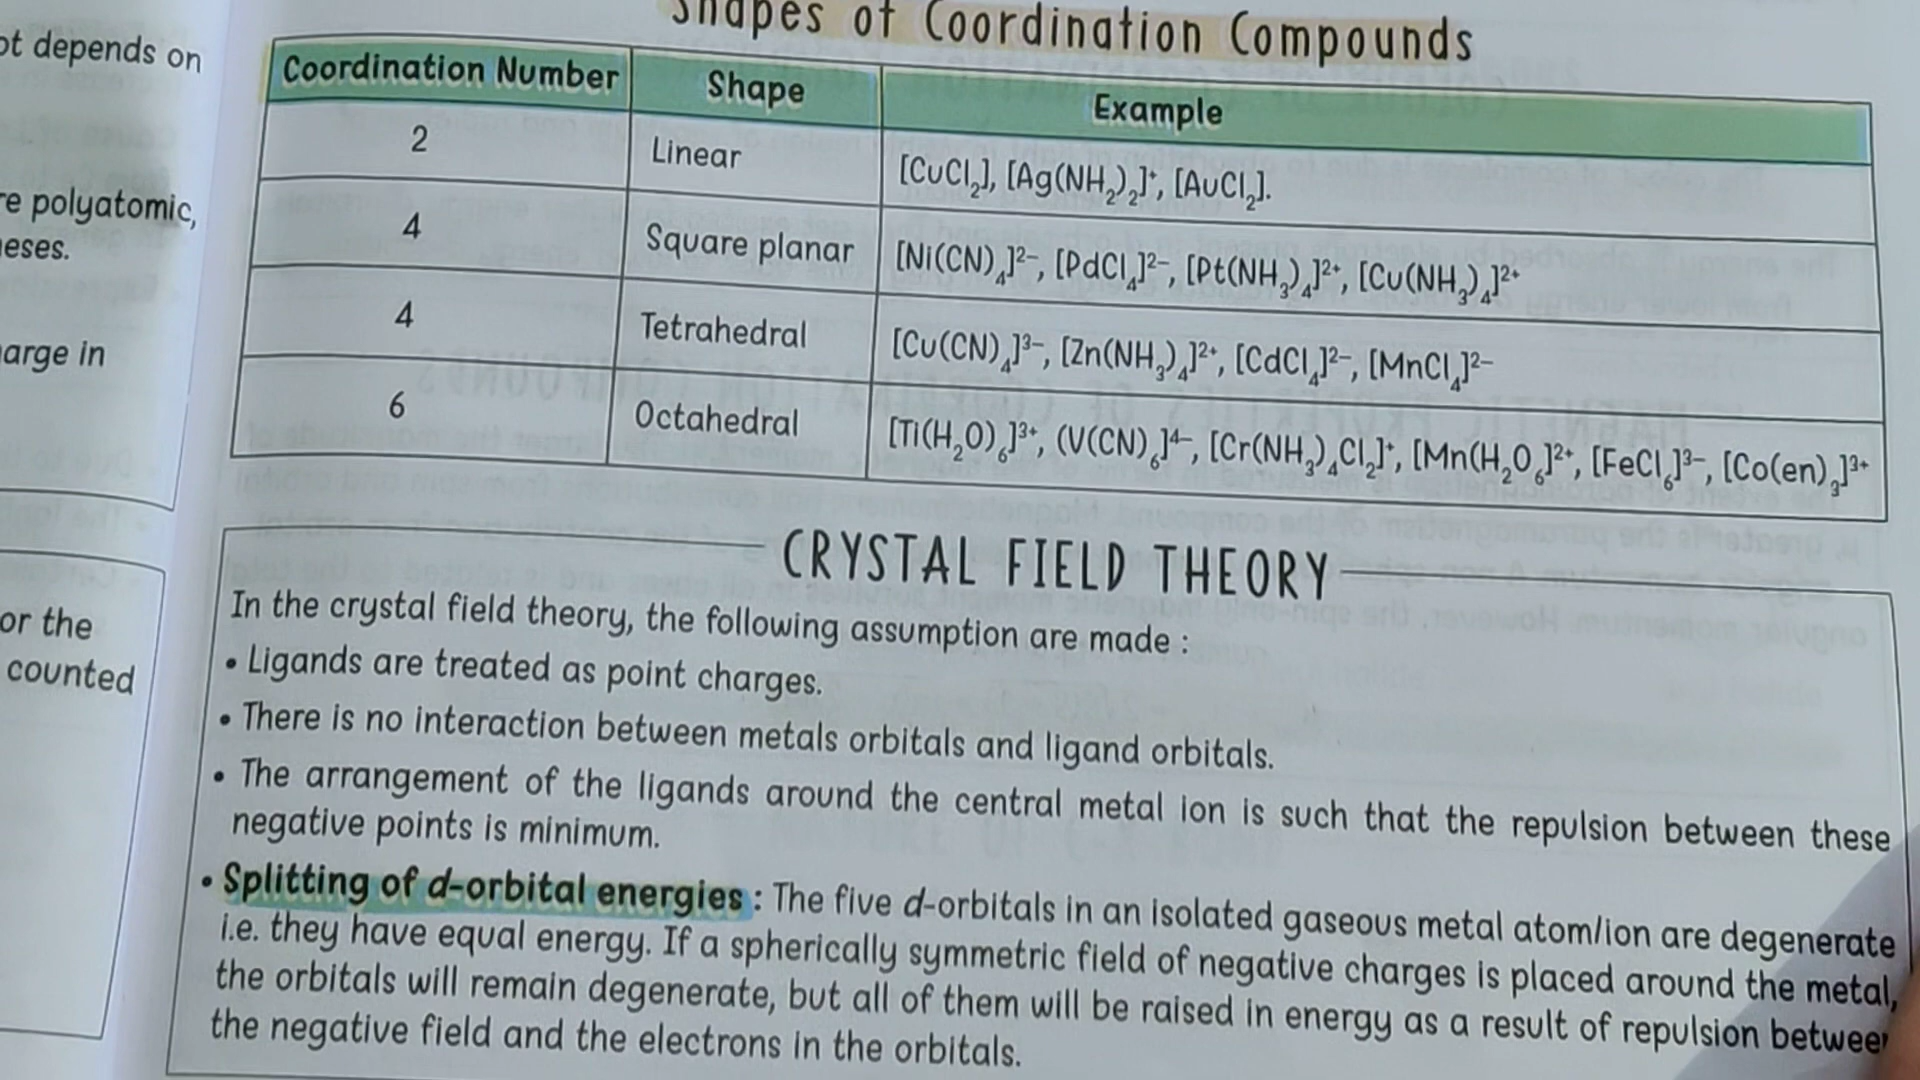 ot depends on
re polyatomic,
eses.
arge in
or the
counted
Shapes of Coordination Compounds
Coordination Number Shape Example
2 Linear [CuCl₂], [Ag(NH₂)₂]⁺, [AuCl₂].
4 Square planar [Ni(CN)₄]²⁻, [PdCl₄]²⁻, [Pt(NH₃)₄]²⁺, [Cu(NH₃)₄]²⁺
4 Tetrahedral [Cu(CN)₄]³⁻, [Zn(NH₃)₄]²⁺, [CdCl₄]²⁻, [MnCl₄]²⁻
6 Octahedral [Ti(H₂O)₆]³⁺, (V(CN)₆]⁴⁻, [Cr(NH₃)₄Cl₂]⁺, [Mn(H₂O₆]²⁺, [FeCl₆]³⁻, [Co(en)₃]³⁺
CRYSTAL FIELD THEORY
In the crystal field theory, the following assumption are made :
• Ligands are treated as point charges.
• There is no interaction between metals orbitals and ligand orbitals.
• The arrangement of the ligands around the central metal ion is such that the repulsion between these
negative points is minimum.
• Splitting of d-orbital energies : The five d-orbitals in an isolated gaseous metal atom/ion are degenerate
i.e. they have equal energy. If a spherically symmetric field of negative charges is placed around the metal,
the orbitals will remain degenerate, but all of them will be raised in energy as a result of repulsion between
the negative field and the electrons in the orbitals.